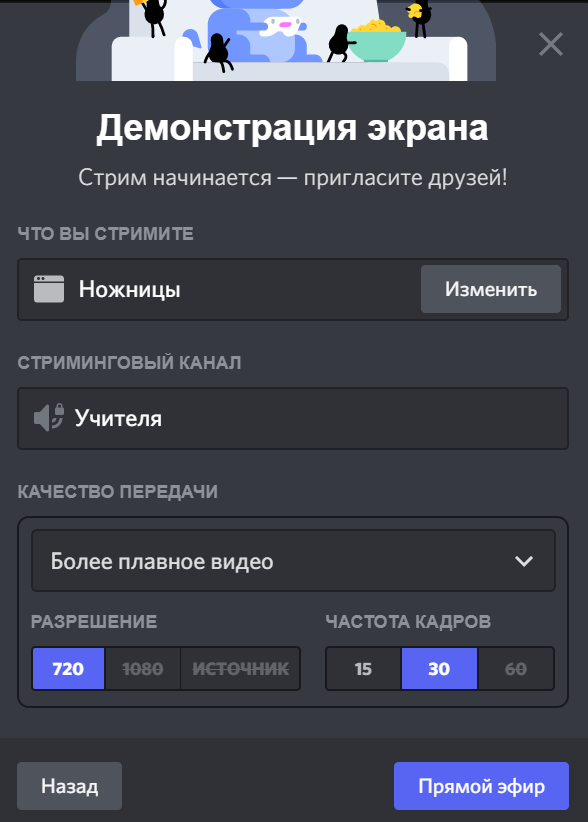 Демонстрация экрана
Стрим начинается — пригласите друзей!
ЧТО ВЫ СТРИМИТЕ
Ножницы
Изменить
СТРИМИНГОВЫЙ КАНАЛ
Учителя
КАЧЕСТВО ПЕРЕДАЧИ
Более плавное видео
РАЗРЕШЕНИЕ
ЧАСТОТА КАДРОВ
720 1080 ИСТОЧНИК
15 30 60
Назад
Прямой эфир